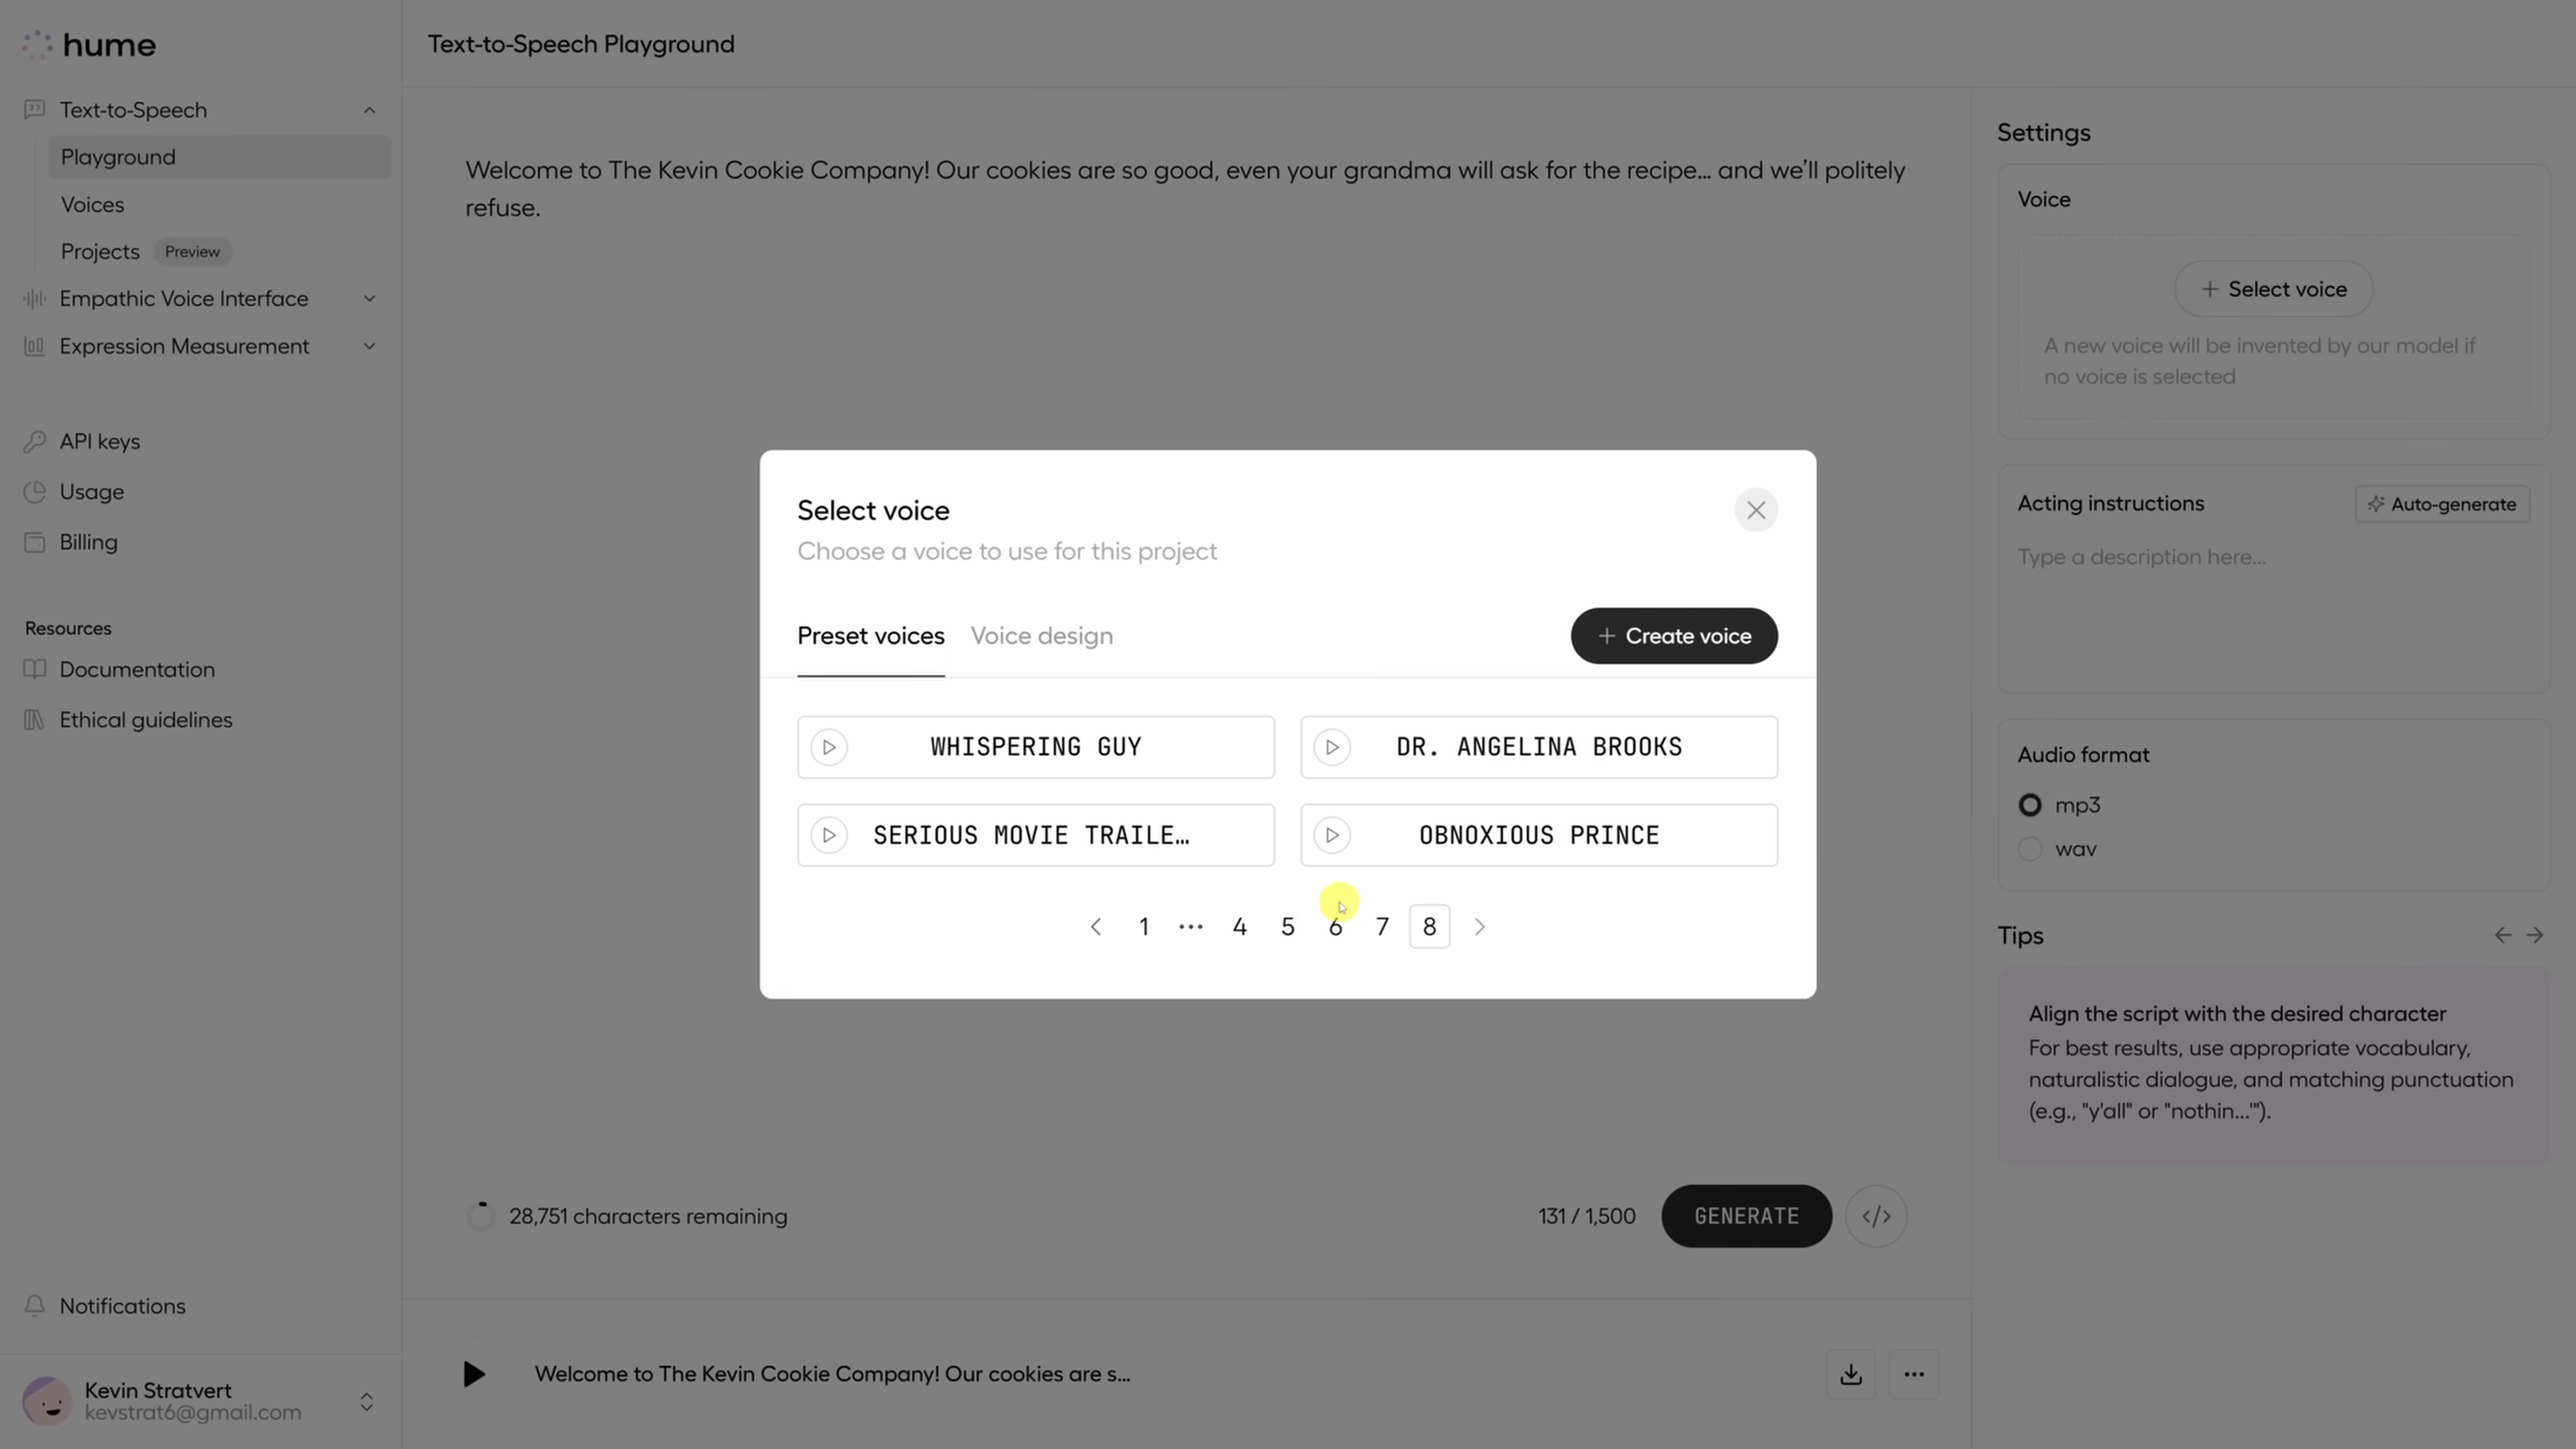 hume
Text-to-Speech
Playground
Voices
Projects Preview
Empathic Voice Interface
Expression Measurement
API keys
Usage
Billing
Resources
Documentation
Ethical guidelines
Notifications
Kevin Stratvert
kevstrat6@gmail.com
Text-to-Speech Playground
Welcome to The Kevin Cookie Company! Our cookies are so good, even your grandma will ask for the recipe... and we’ll politely
refuse.
Select voice
Choose a voice to use for this project
Preset voices Voice design + Create voice
WHISPERING GUY DR. ANGELINA BROOKS
SERIOUS MOVIE TRAILE… OBNOXIOUS PRINCE
1 ••• 4 5 6 7 8
28,751 characters remaining 131 / 1,500 GENERATE </>
Welcome to The Kevin Cookie Company! Our cookies are s...
Settings
Voice
+ Select voice
A new voice will be invented by our model if
no voice is selected
Acting instructions Auto-generate
Type a description here...
Audio format
mp3
wav
Tips
Align the script with the desired character
For best results, use appropriate vocabulary,
naturalistic dialogue, and matching punctuation
(e.g., "y'all" or "nothin...'").